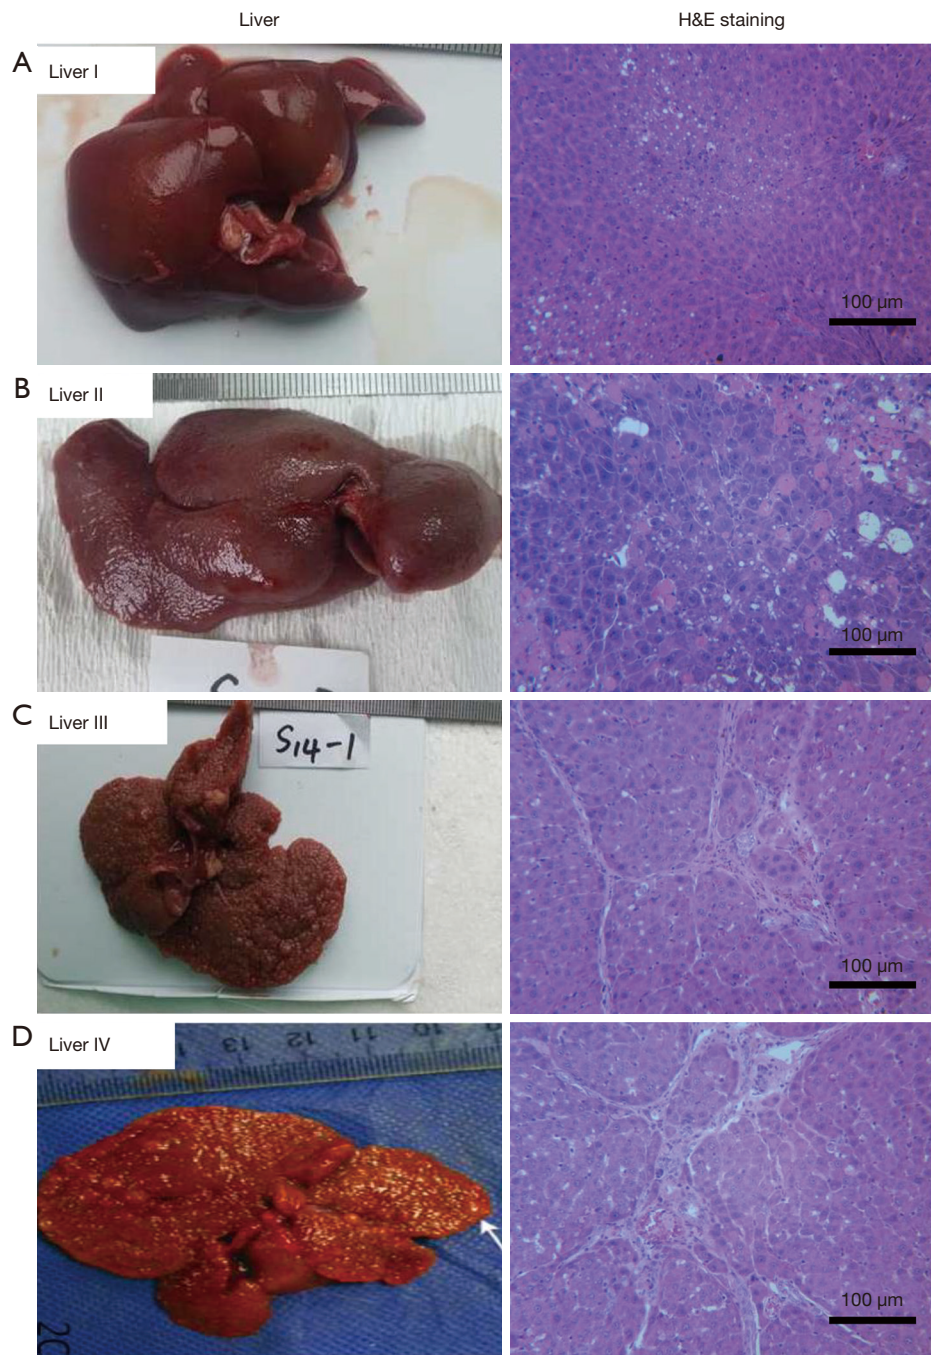 Liver
H&E staining
A
Liver I
100 µm
B
Liver II
100 µm
C
Liver III
S14-1
100 µm
D
Liver IV
13
12
11
10
100 µm